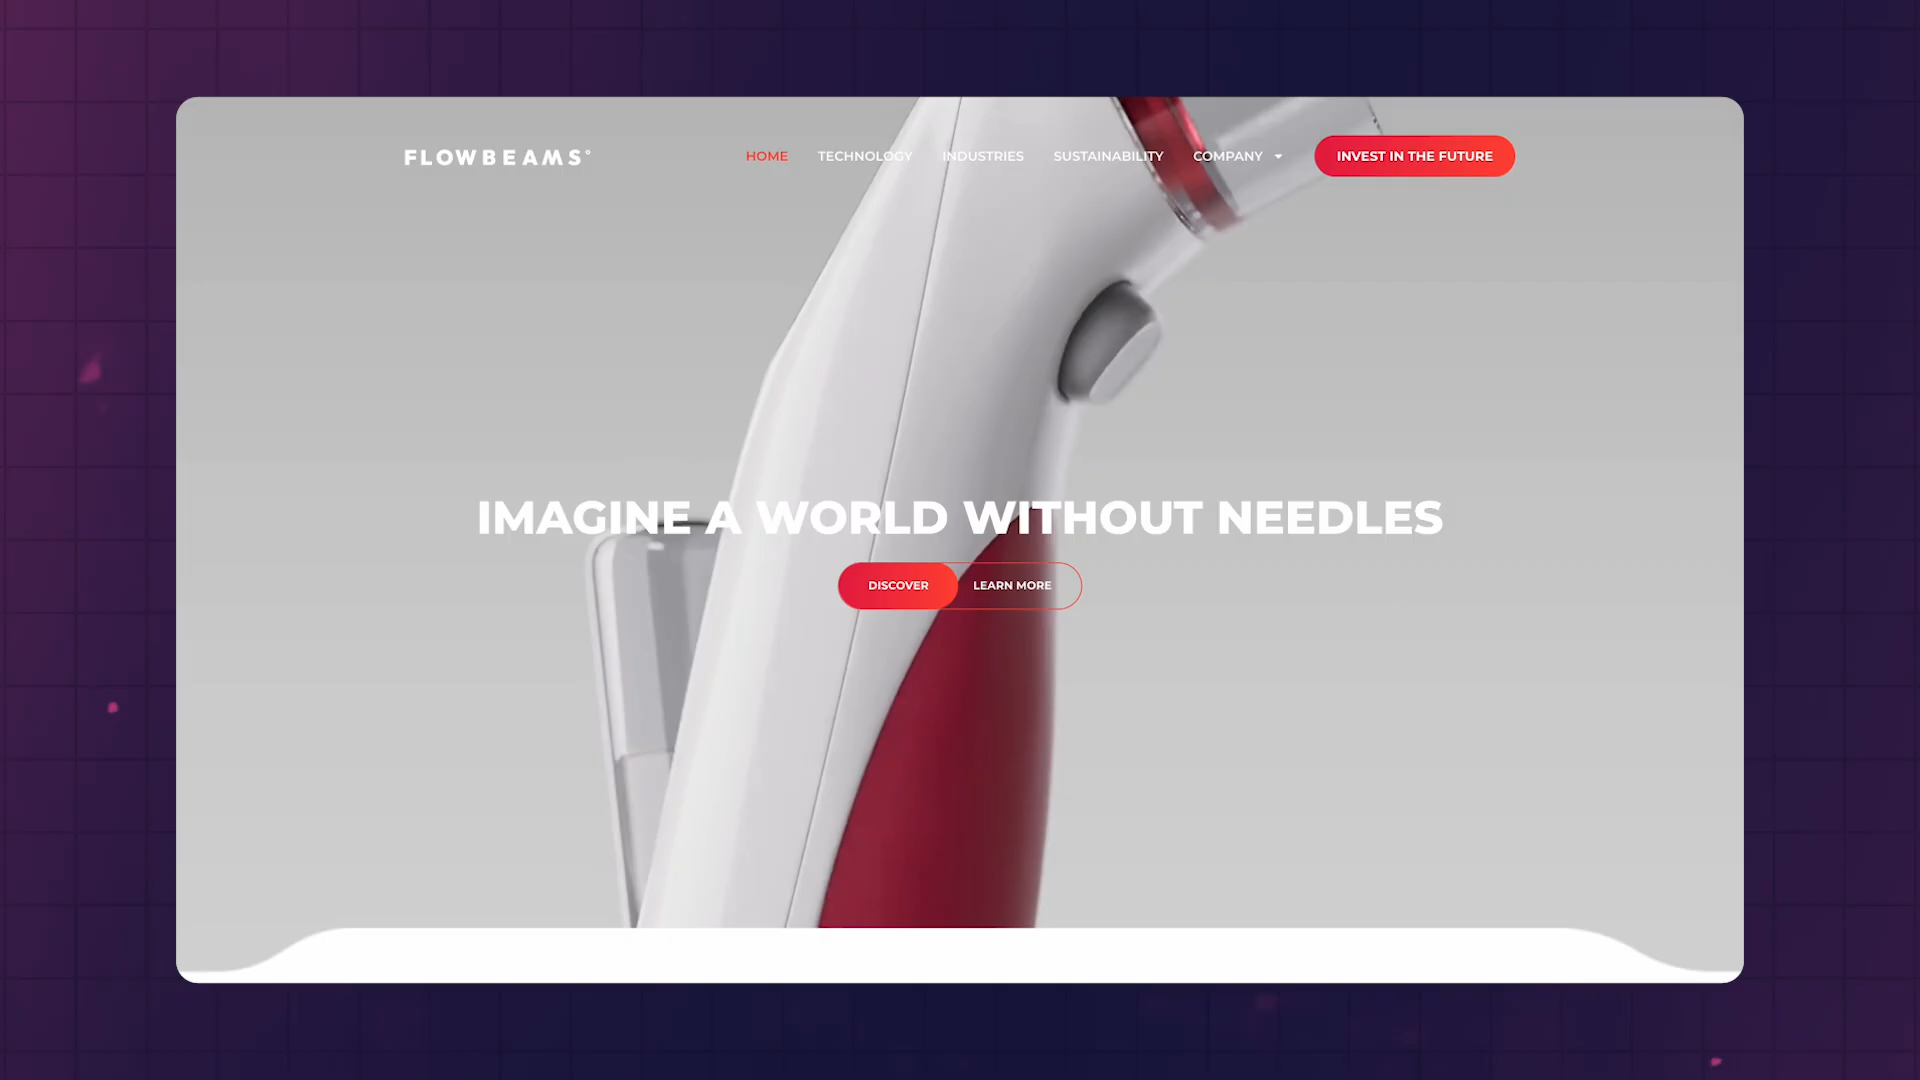 FLOWBEAMS°
HOME TECHNOLOGY INDUSTRIES SUSTAINABILITY COMPANY INVEST IN THE FUTURE
IMAGINE A WORLD WITHOUT NEEDLES
DISCOVER LEARN MORE